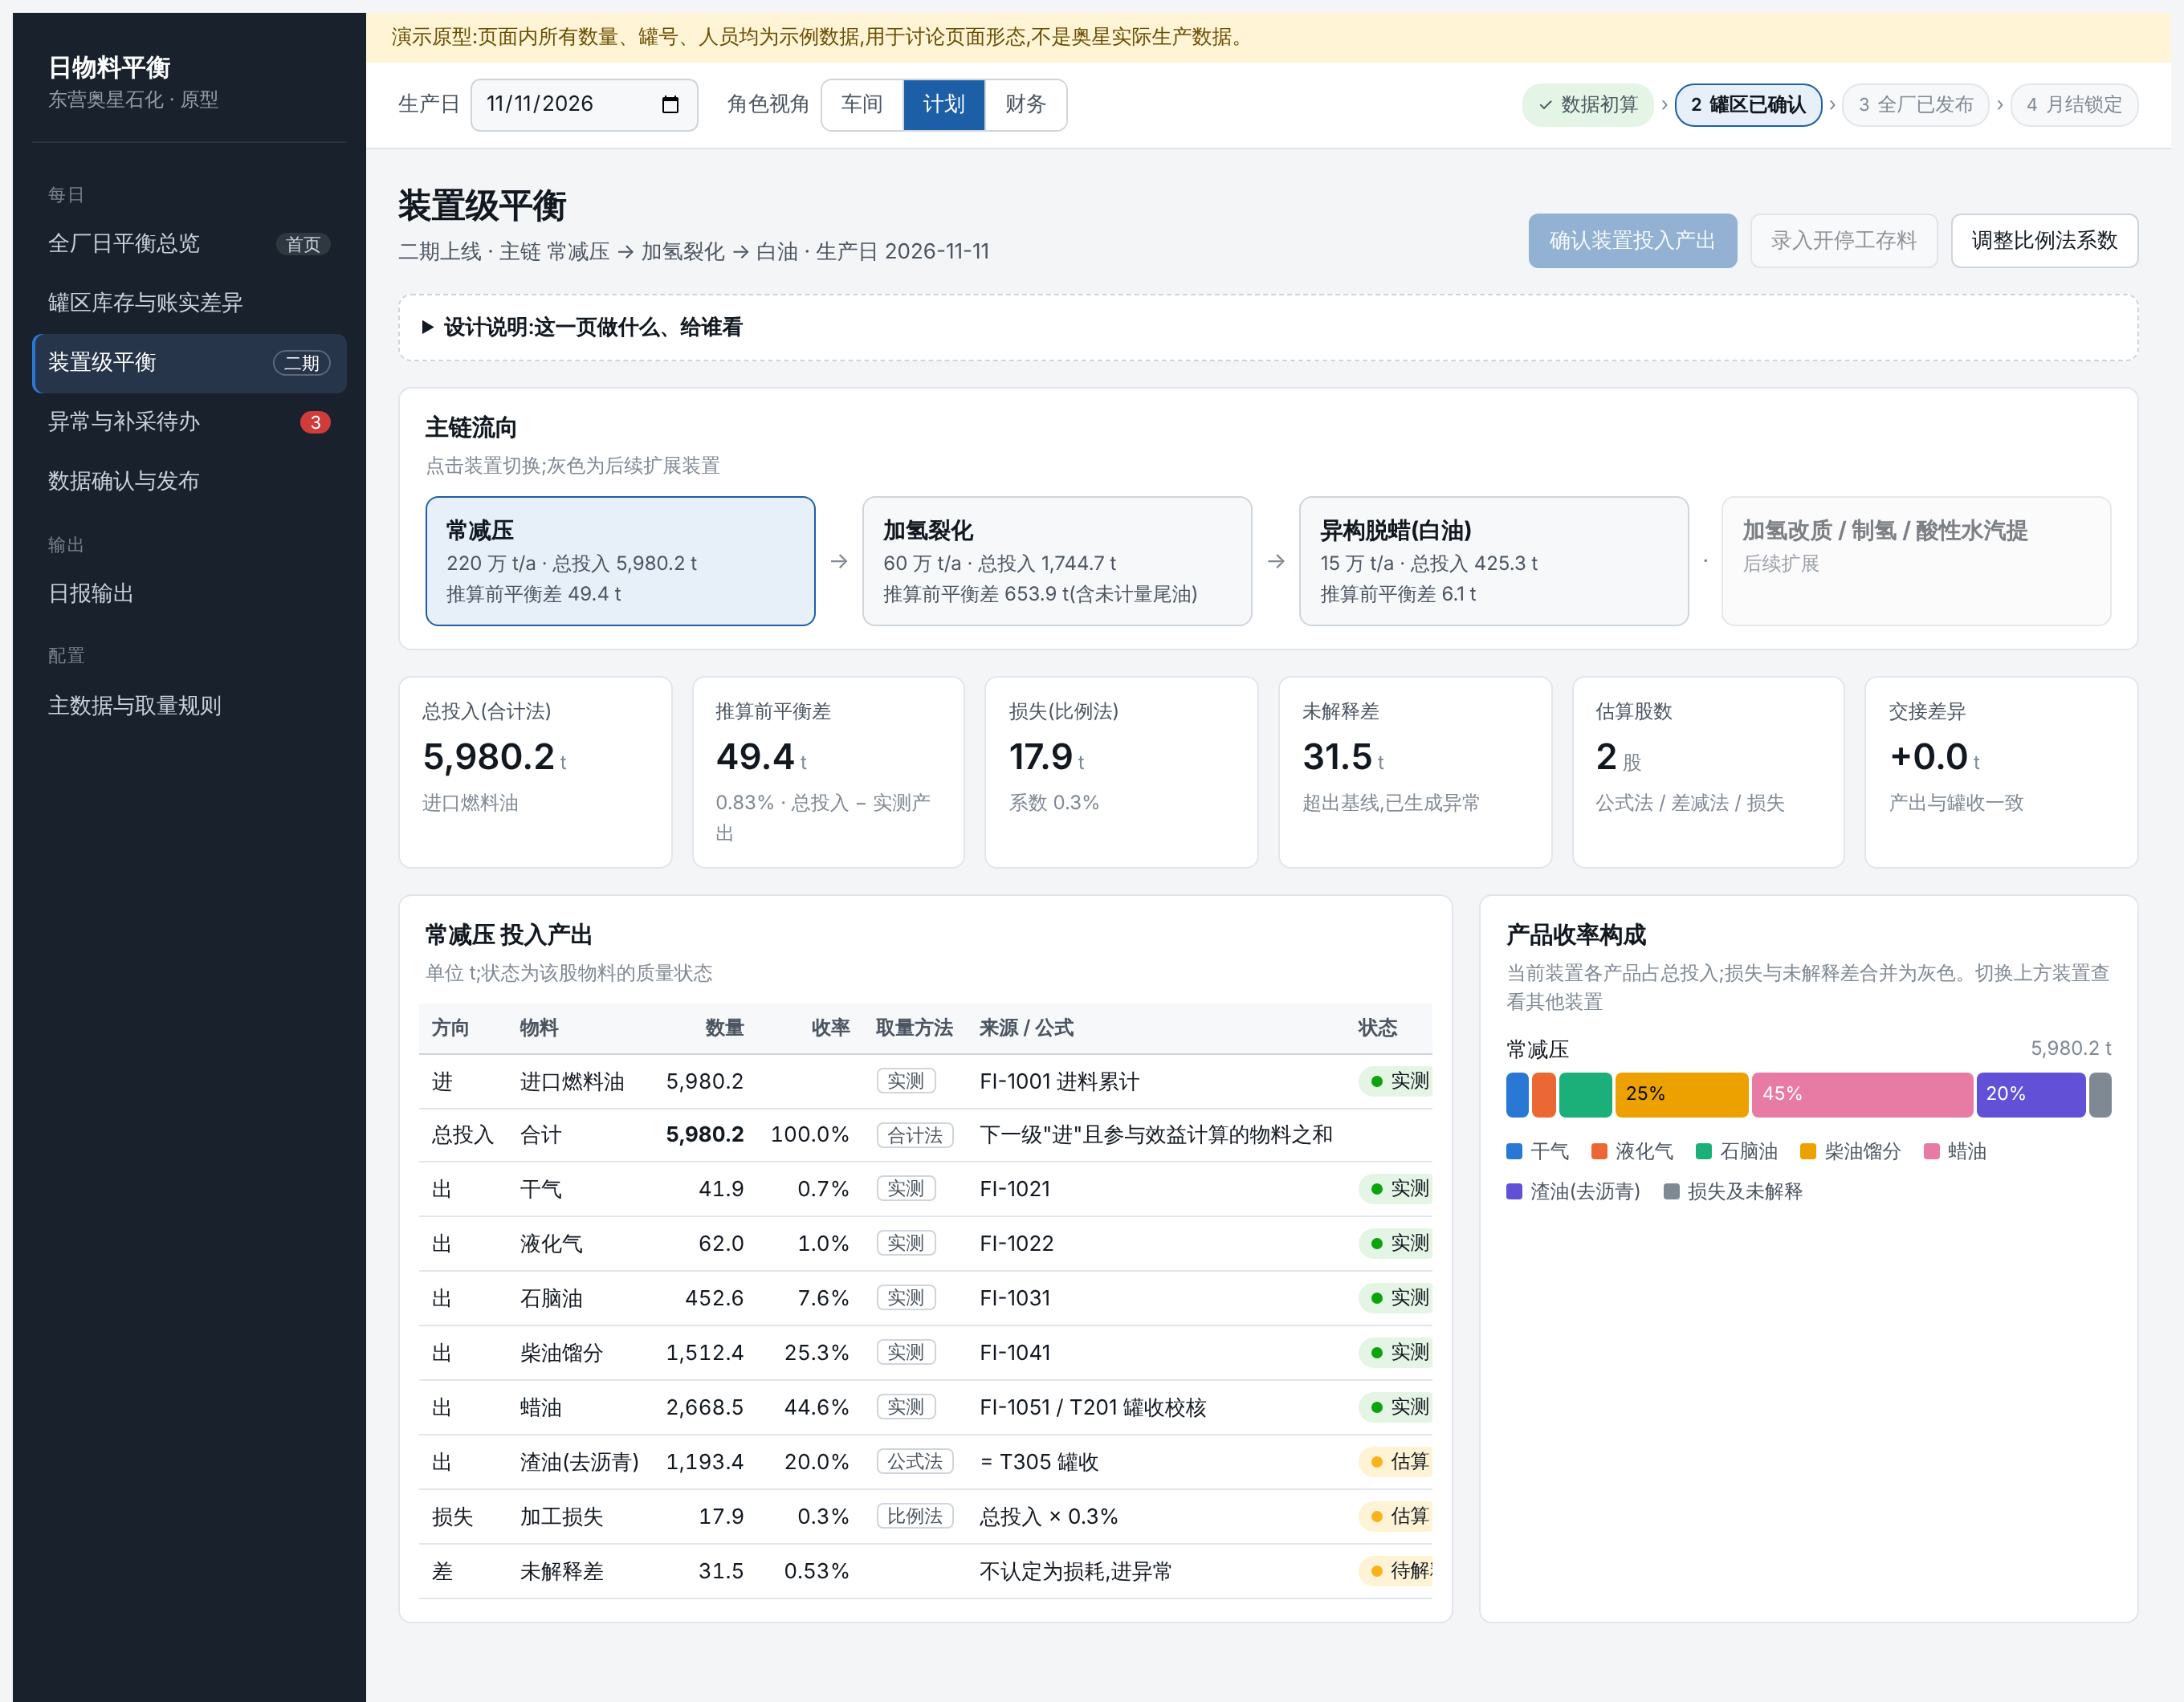 日物料平衡
东营奥星石化 · 原型
每日
全厂日平衡总览 首页
罐区库存与账实差异
装置级平衡 二期
异常与补采待办 3
数据确认与发布
输出
日报输出
配置
主数据与取量规则
演示原型:页面内所有数量、罐号、人员均为示例数据,用于讨论页面形态,不是奥星实际生产数据。
生产日 11/11/2026 角色视角 车间 计划 财务
✓ 数据初算 › 2 罐区已确认 › 3 全厂已发布 › 4 月结锁定
装置级平衡
二期上线 · 主链 常减压 → 加氢裂化 → 白油 · 生产日 2026-11-11
确认装置投入产出 录入开停工存料 调整比例法系数
▶ 设计说明:这一页做什么、给谁看
主链流向
点击装置切换;灰色为后续扩展装置
常减压
220 万 t/a · 总投入 5,980.2 t
推算前平衡差 49.4 t
→
加氢裂化
60 万 t/a · 总投入 1,744.7 t
推算前平衡差 653.9 t(含未计量尾油)
→
异构脱蜡(白油)
15 万 t/a · 总投入 425.3 t
推算前平衡差 6.1 t
·
加氢改质 / 制氢 / 酸性水汽提
后续扩展
总投入(合计法)
5,980.2 t
进口燃料油
推算前平衡差
49.4 t
0.83% · 总投入 − 实测产
出
损失(比例法)
17.9 t
系数 0.3%
未解释差
31.5 t
超出基线,已生成异常
估算股数
2 股
公式法 / 差减法 / 损失
交接差异
+0.0 t
产出与罐收一致
常减压 投入产出
单位 t;状态为该股物料的质量状态
方向 物料 数量 收率 取量方法 来源 / 公式 状态
进 进口燃料油 5,980.2 实测 FI-1001 进料累计 实测
总投入 合计 5,980.2 100.0% 合计法 下一级"进"且参与效益计算的物料之和
出 干气 41.9 0.7% 实测 FI-1021 实测
出 液化气 62.0 1.0% 实测 FI-1022 实测
出 石脑油 452.6 7.6% 实测 FI-1031 实测
出 柴油馏分 1,512.4 25.3% 实测 FI-1041 实测
出 蜡油 2,668.5 44.6% 实测 FI-1051 / T201 罐收校核 实测
出 渣油(去沥青) 1,193.4 20.0% 公式法 = T305 罐收 估算
损失 加工损失 17.9 0.3% 比例法 总投入 × 0.3% 估算
差 未解释差 31.5 0.53% 不认定为损耗,进异常 待解
产品收率构成
当前装置各产品占总投入;损失与未解释差合并为灰色。切换上方装置查
看其他装置
常减压 5,980.2 t
25% 45% 20%
干气 液化气 石脑油 柴油馏分 蜡油
渣油(去沥青) 损失及未解释